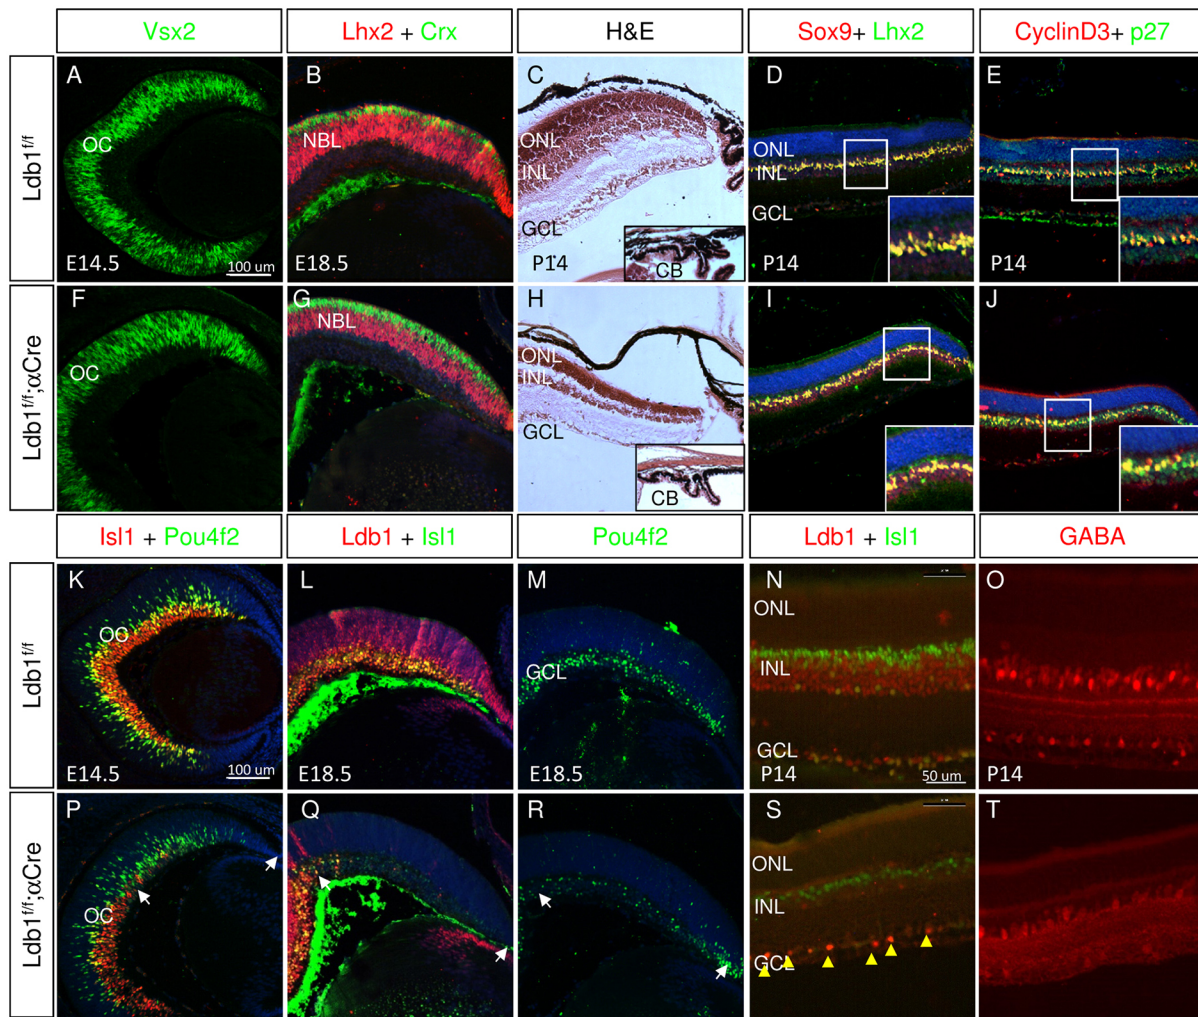 Vsx2
Lhx2 + Crx
H&E
Sox9+ Lhx2
CyclinD3+ p27
Ldb1f/f
A
OC
E14.5
100 um
B
NBL
E18.5
C
ONL
INL
GCL
P14
CB
D
ONL
INL
GCL
P14
E
P14
Ldb1f/f;αCre
F
OC
G
NBL
H
ONL
INL
GCL
CB
I
J
Isl1 + Pou4f2
Ldb1 + Isl1
Pou4f2
Ldb1 + Isl1
GABA
Ldb1f/f
K
OC
E14.5
100 um
L
E18.5
M
GCL
E18.5
N
ONL
INL
GCL
P14
50 um
O
P14
Ldb1f/f;αCre
P
OC
Q
R
S
ONL
INL
GCL
T